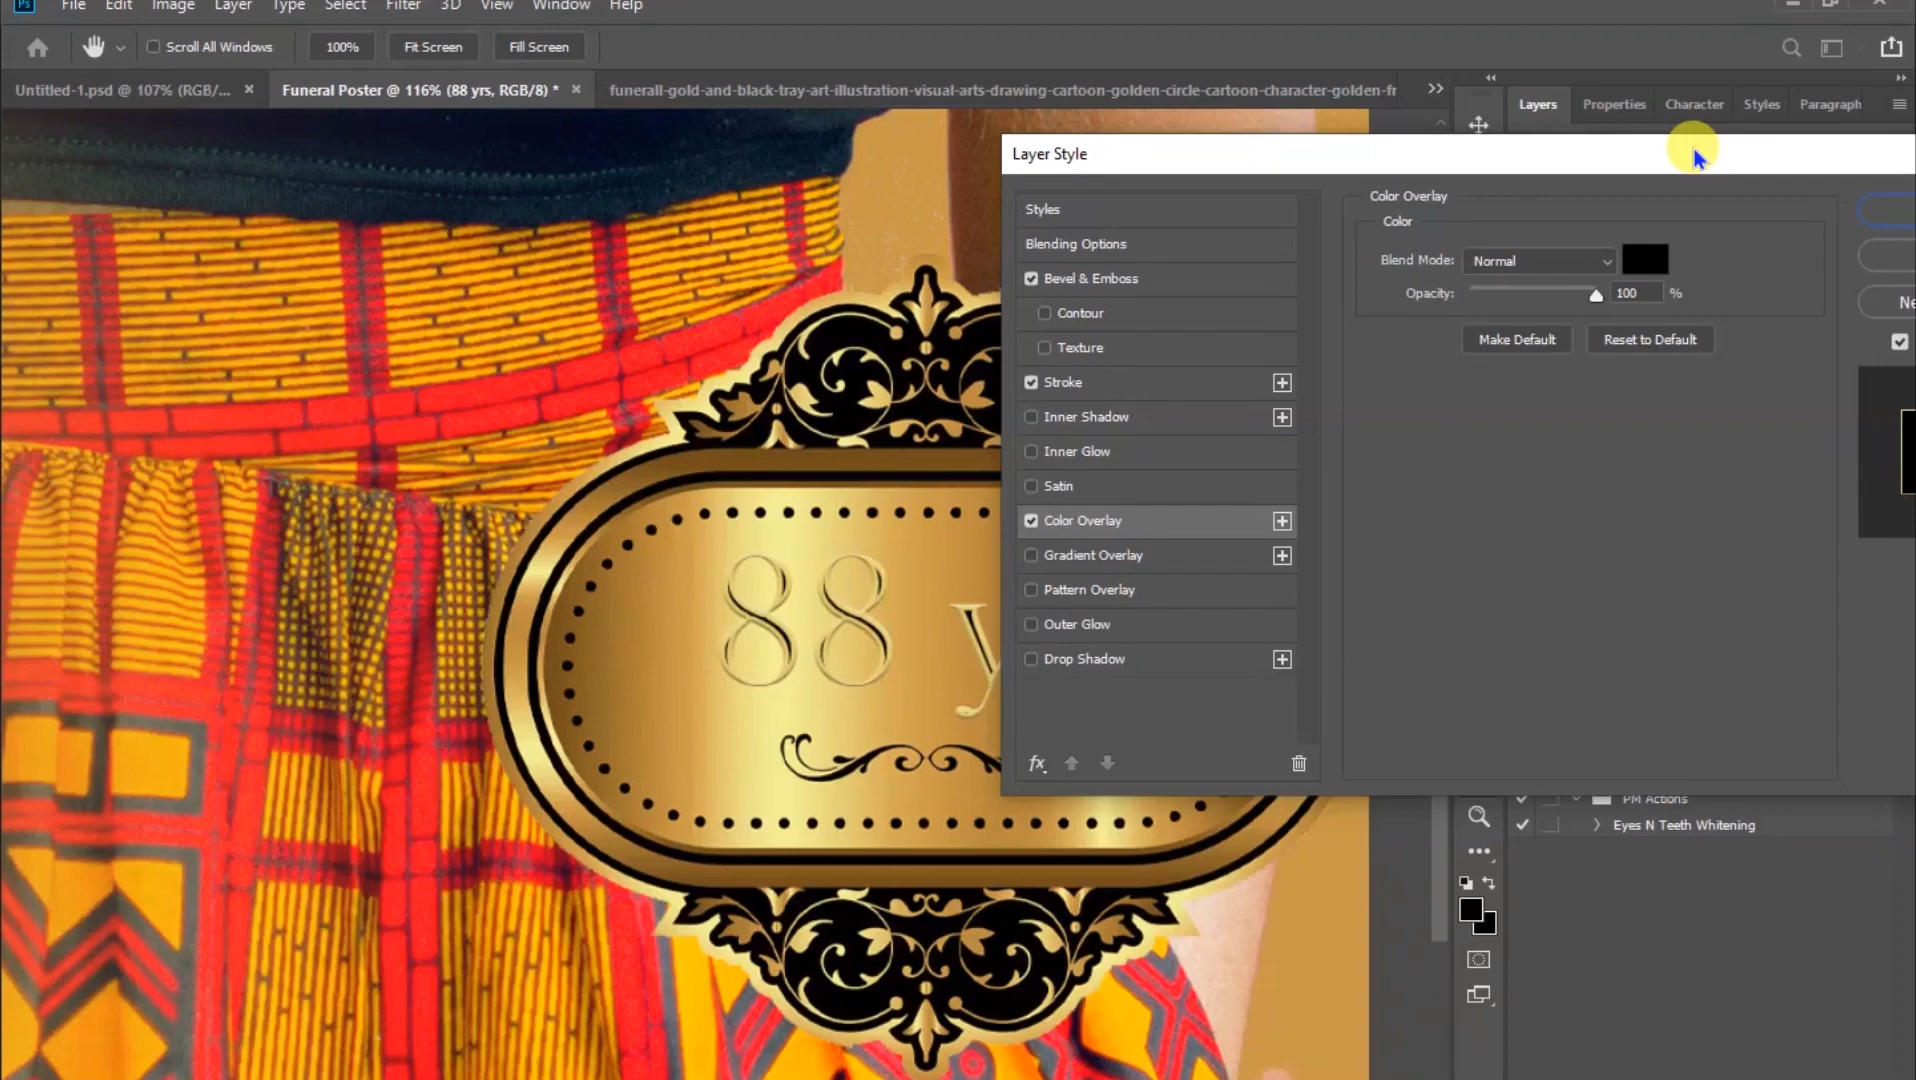 Ps File Edit Image Layer Type Select Filter 3D View Window Help
Scroll All Windows 100% Fit Screen Fill Screen
Untitled-1.psd @ 107% (RGB/... × Funeral Poster @ 116% (88 yrs, RGB/8) * × funerall-gold-and-black-tray-art-illustration-visual-arts-drawing-cartoon-golden-circle-cartoon-character-golden-fr
Layers Properties Character Styles Paragraph
Layer Style
Styles
Blending Options
Bevel & Emboss
Contour
Texture
Stroke
Inner Shadow
Inner Glow
Satin
Color Overlay
Gradient Overlay
Pattern Overlay
Outer Glow
Drop Shadow
fx
Color Overlay
Color
Blend Mode: Normal
Opacity: 100 %
Make Default Reset to Default
Ne
88 y
PM Actions
Eyes N Teeth Whitening